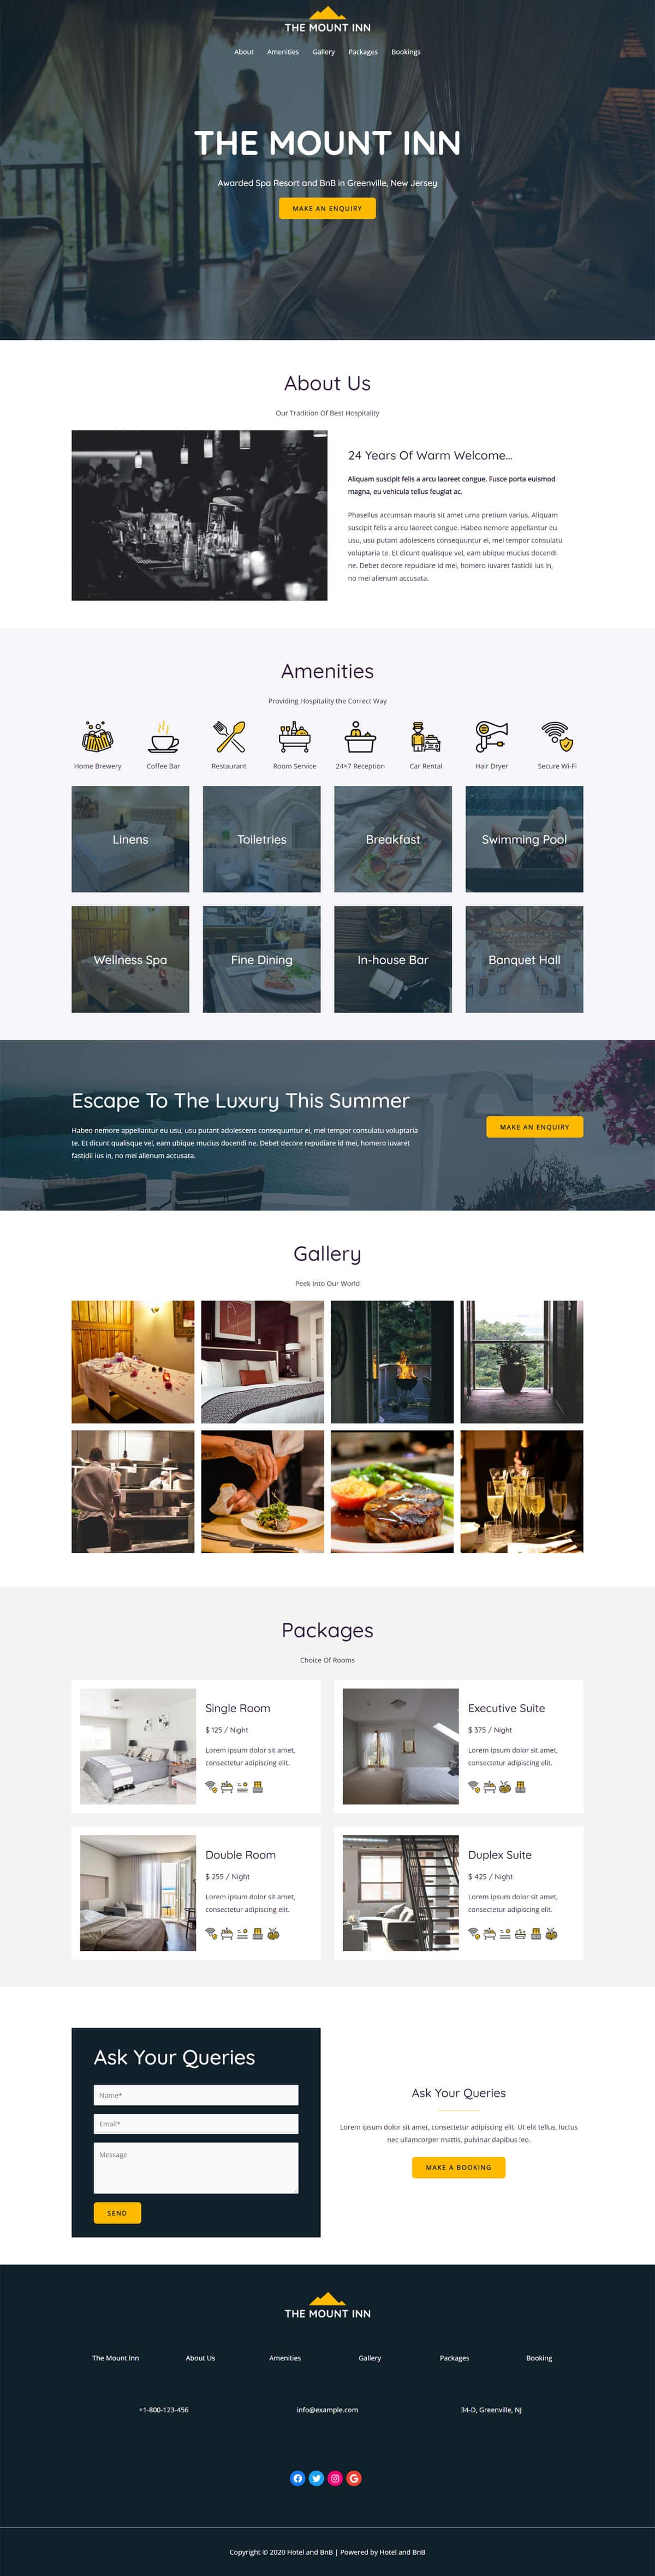 THE MOUNT INN
About Amenities Gallery Packages Bookings
THE MOUNT INN
Awarded Spa Resort and BnB in Greenville, New Jersey
MAKE AN ENQUIRY
About Us
Our Tradition Of Best Hospitality
24 Years Of Warm Welcome...
Aliquam suscipit felis a arcu laoreet congue. Fusce porta euismod
magna, eu vehicula tellus feugiat ac.
Phasellus accumsan mauris sit amet urna pretium varius. Aliquam
suscipit felis a arcu laoreet congue. Habeo nemore appellantur eu
usu, usu putant adolescens consequuntur ei, mel tempor consulatu
voluptaria te. Et dicunt qualisque vel, eam ubique mucius docendi
ne. Debet decore repudiare id mei, homero iuvaret fastidii ius in,
no mei alienum accusata.
Amenities
Providing Hospitality the Correct Way
Home Brewery Coffee Bar Restaurant Room Service 24×7 Reception Car Rental Hair Dryer Secure Wi-Fi
Linens Toiletries Breakfast Swimming Pool
Wellness Spa Fine Dining In-house Bar Banquet Hall
Escape To The Luxury This Summer
Habeo nemore appellantur eu usu, usu putant adolescens consequuntur ei, mel tempor consulatu voluptaria
te. Et dicunt qualisque vel, eam ubique mucius docendi ne. Debet decore repudiare id mei, homero iuvaret
fastidii ius in, no mei alienum accusata.
MAKE AN ENQUIRY
Gallery
Peek Into Our World
Packages
Choice Of Rooms
Single Room
$ 125 / Night
Lorem ipsum dolor sit amet,
consectetur adipiscing elit.
Executive Suite
$ 375 / Night
Lorem ipsum dolor sit amet,
consectetur adipiscing elit.
Double Room
$ 255 / Night
Lorem ipsum dolor sit amet,
consectetur adipiscing elit.
Duplex Suite
$ 425 / Night
Lorem ipsum dolor sit amet,
consectetur adipiscing elit.
Ask Your Queries
Name*
Email*
Message
SEND
Ask Your Queries
Lorem ipsum dolor sit amet, consectetur adipiscing elit. Ut elit tellus, luctus
nec ullamcorper mattis, pulvinar dapibus leo.
MAKE A BOOKING
THE MOUNT INN
The Mount Inn About Us Amenities Gallery Packages Booking
+1-800-123-456 info@example.com 34-D, Greenville, NJ
Copyright © 2020 Hotel and BnB | Powered by Hotel and BnB